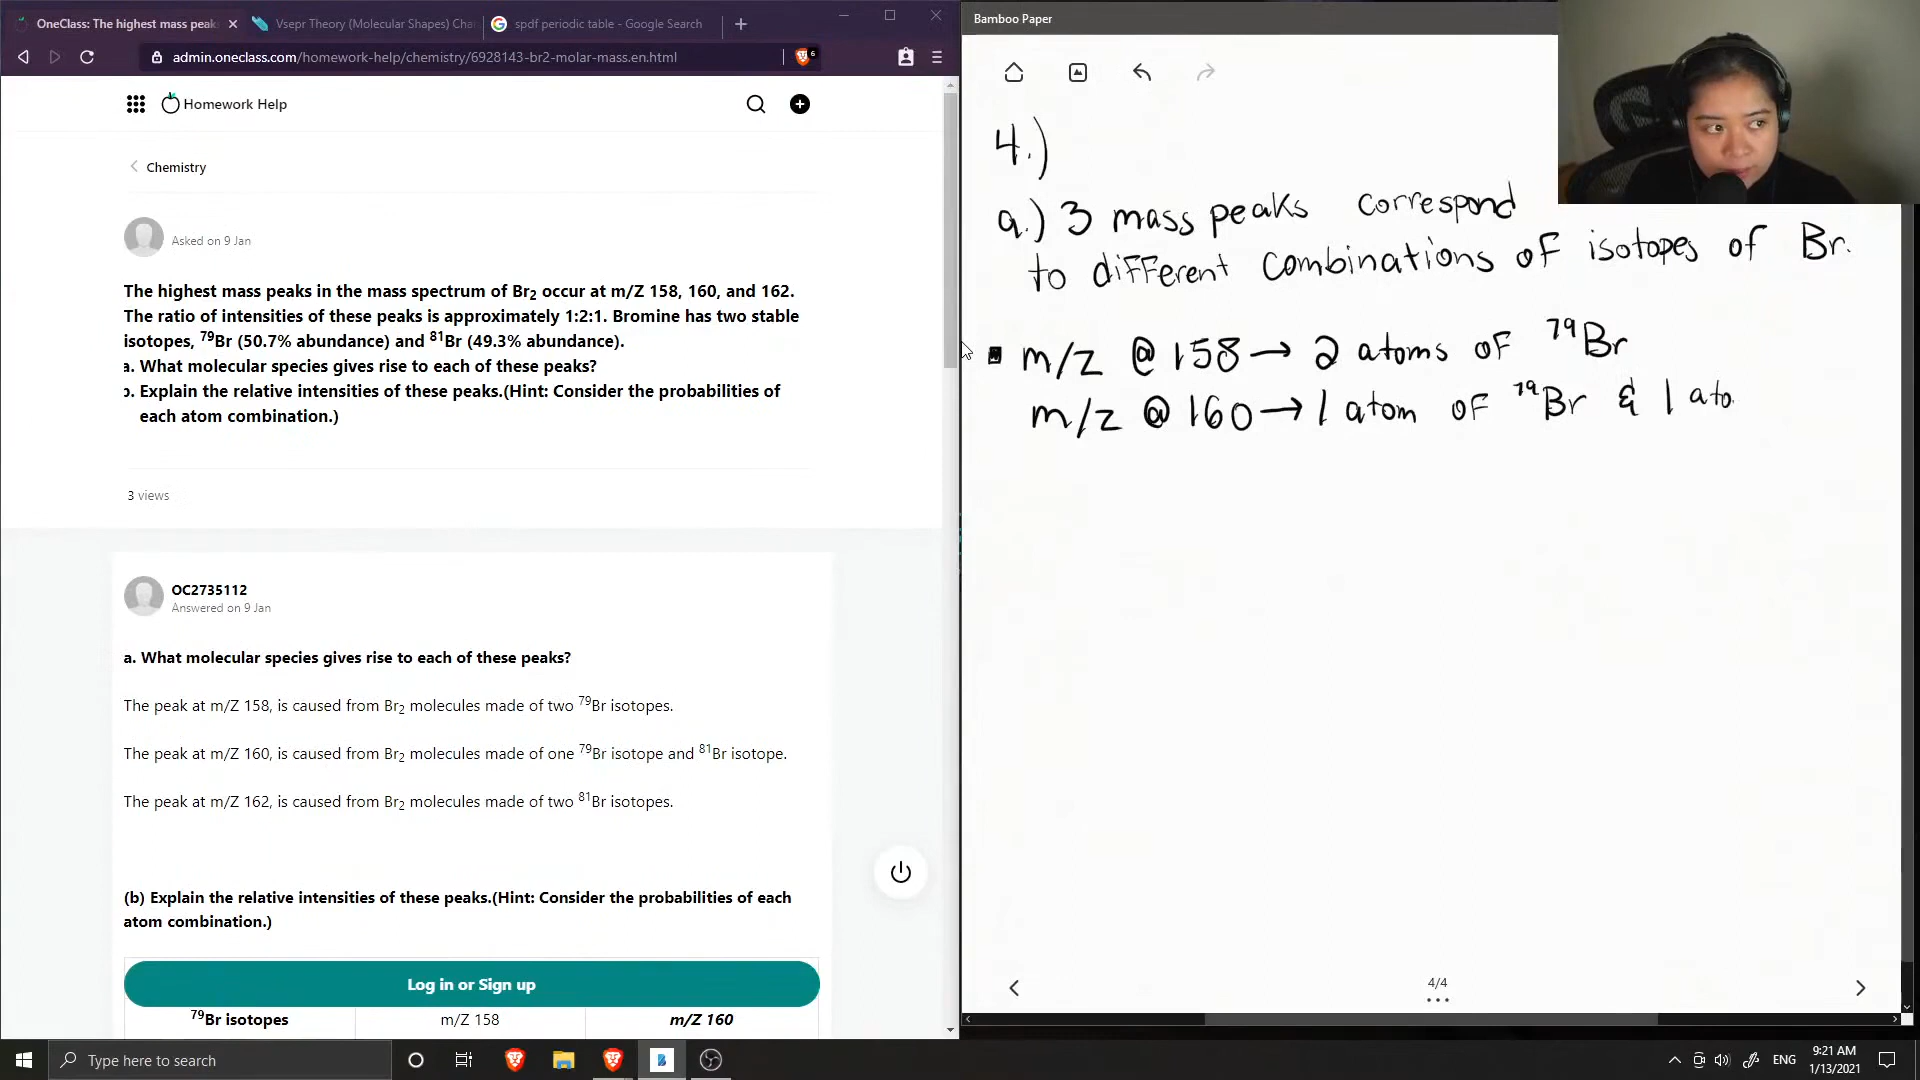 OneClass: The highest mass peak
Vsepr Theory (Molecular Shapes) Cha
spdf periodic table - Google Search
admin.oneclass.com/homework-help/chemistry/6928143-br2-molar-mass.en.html
6
Homework Help
Chemistry
Asked on 9 Jan
The highest mass peaks in the mass spectrum of Br₂ occur at m/Z 158, 160, and 162.
The ratio of intensities of these peaks is approximately 1:2:1. Bromine has two stable
isotopes, ⁷⁹Br (50.7% abundance) and ⁸¹Br (49.3% abundance).
a. What molecular species gives rise to each of these peaks?
b. Explain the relative intensities of these peaks.(Hint: Consider the probabilities of
each atom combination.)
3 views
OC2735112
Answered on 9 Jan
a. What molecular species gives rise to each of these peaks?
The peak at m/Z 158, is caused from Br₂ molecules made of two ⁷⁹Br isotopes.
The peak at m/Z 160, is caused from Br₂ molecules made of one ⁷⁹Br isotope and ⁸¹Br isotope.
The peak at m/Z 162, is caused from Br₂ molecules made of two ⁸¹Br isotopes.
(b) Explain the relative intensities of these peaks.(Hint: Consider the probabilities of each
atom combination.)
Log in or Sign up
⁷⁹Br isotopes m/Z 158 m/Z 160
Bamboo Paper
4.)
a.) 3 mass peaks correspond
to different combinations of isotopes of Br.
m/z @ 158 → 2 atoms of ⁷⁹Br
m/z @ 160 → 1 atom of ⁷⁹Br & 1 ato
4/4
Type here to search
ENG
9:21 AM
1/13/2021